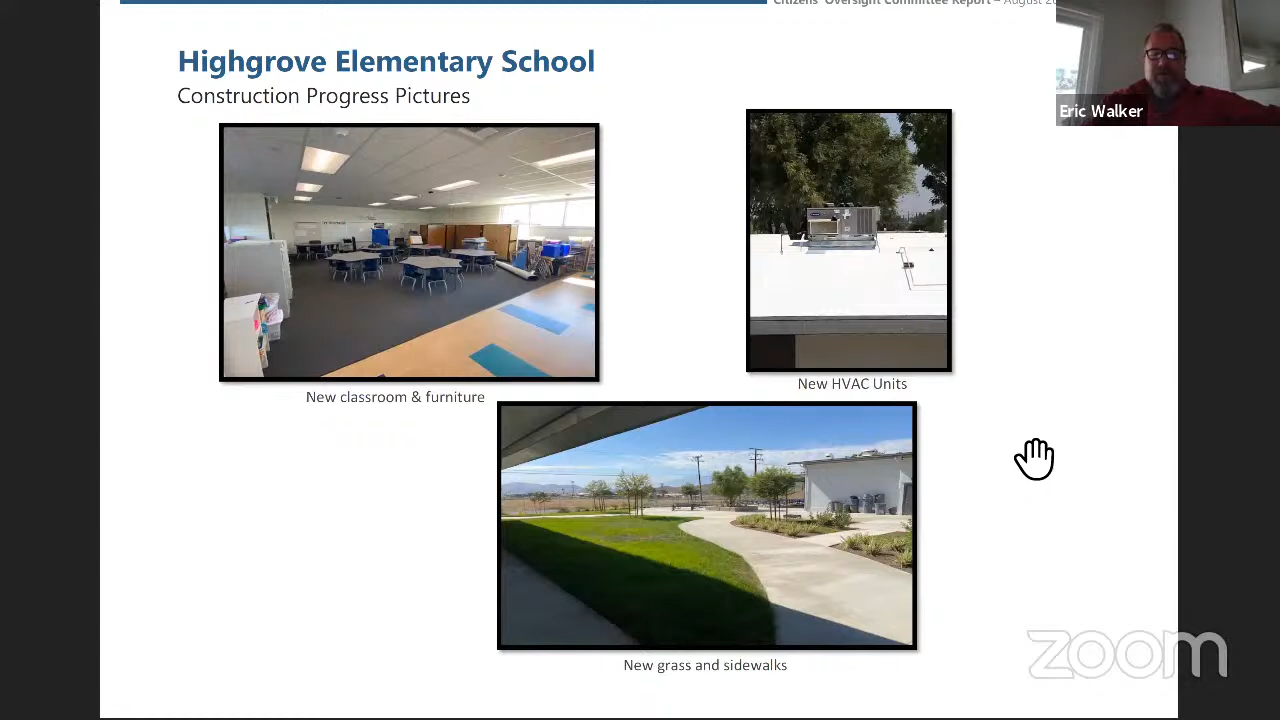 Citizens' Oversight Committee Report – August
Eric Walker
Highgrove Elementary School
Construction Progress Pictures
New classroom & furniture
New HVAC Units
New grass and sidewalks
zoom